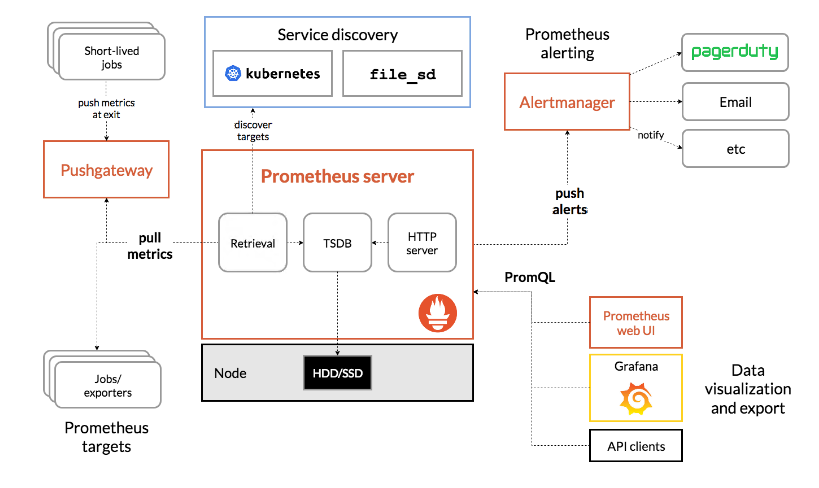 Short-lived
jobs
push metrics
at exit
Pushgateway
pull
metrics
Jobs/
exporters
Prometheus
targets
Service discovery
kubernetes
file_sd
discover
targets
Prometheus server
Retrieval
TSDB
HTTP
server
Node
HDD/SSD
Prometheus
alerting
Alertmanager
pagerduty
Email
etc
notify
push
alerts
PromQL
Prometheus
web UI
Grafana
API clients
Data
visualization
and export